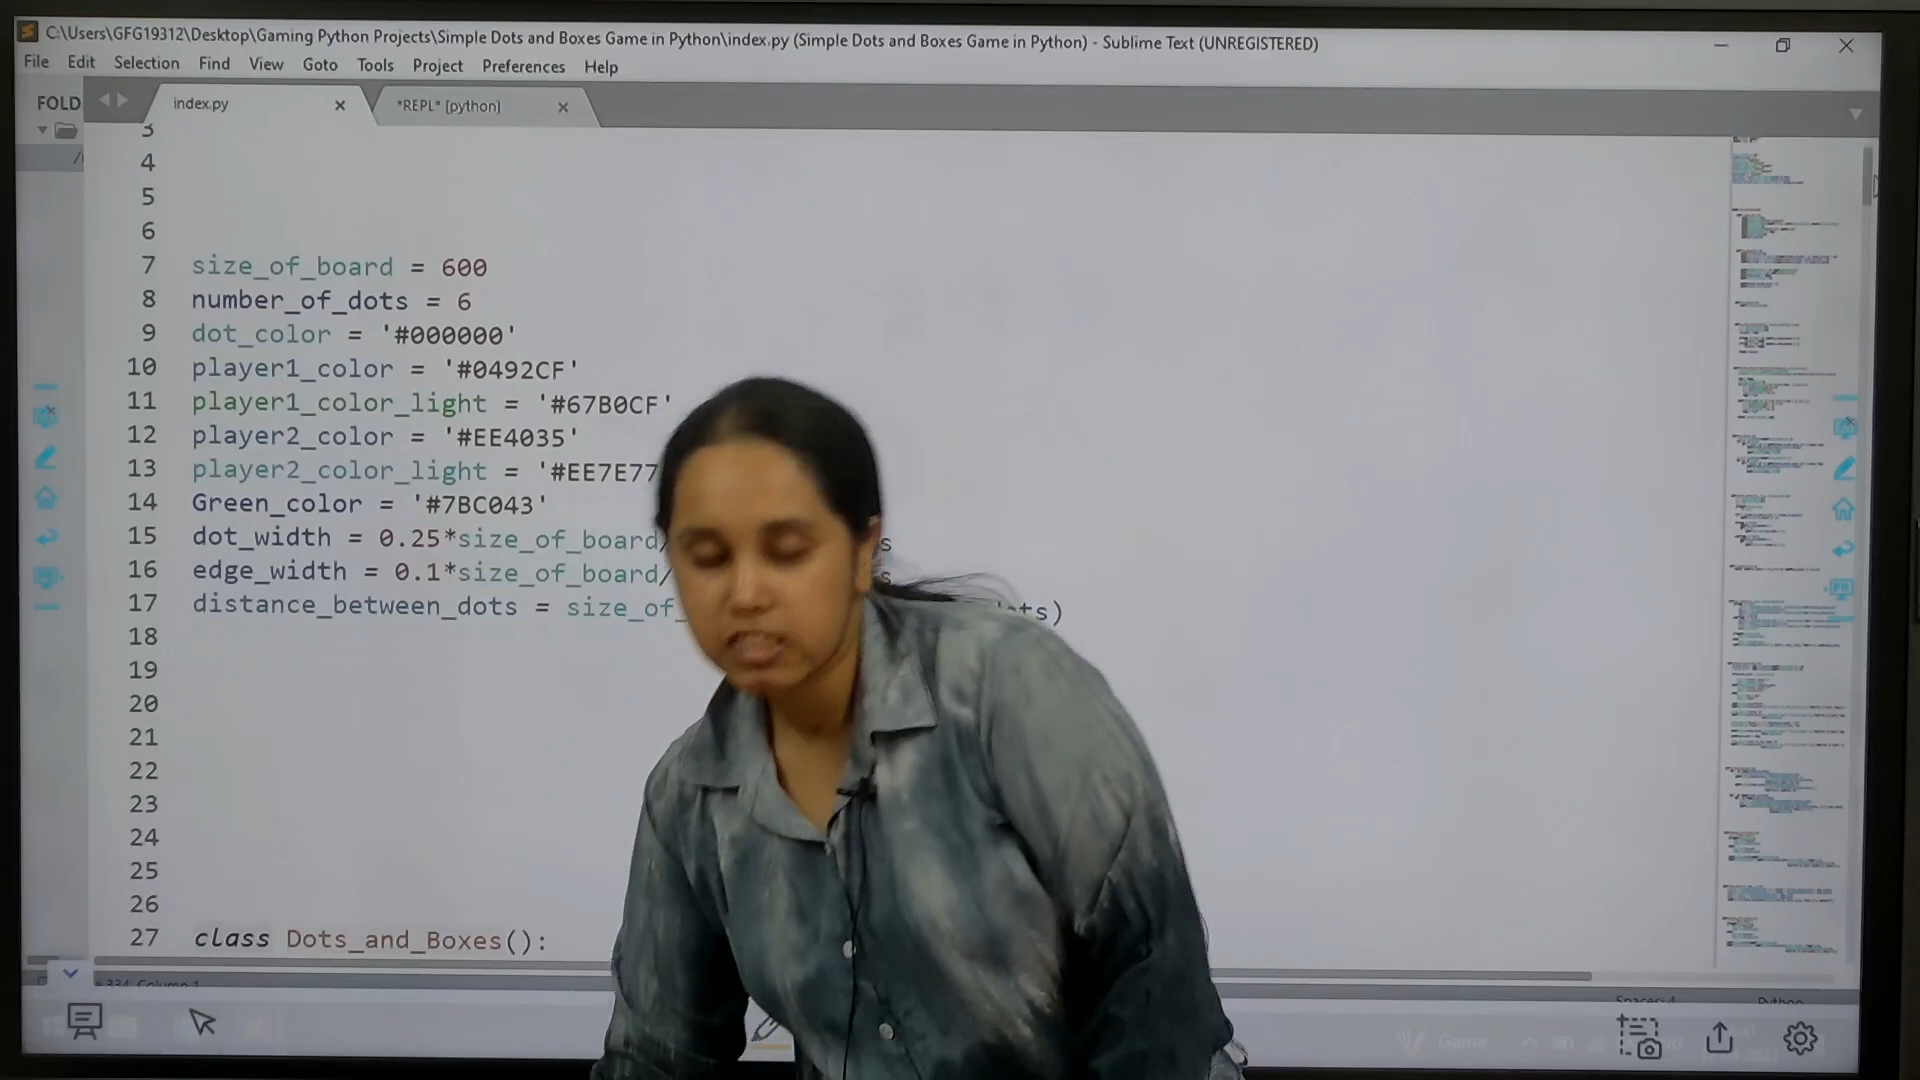 C:\Users\GFG19312\Desktop\Gaming Python Projects\Simple Dots and Boxes Game in Python\index.py (Simple Dots and Boxes Game in Python) - Sublime Text (UNREGISTERED)
File Edit Selection Find View Goto Tools Project Preferences Help
FOLD
index.py
*REPL* [python]
3
4
5
6
7 size_of_board = 600
8 number_of_dots = 6
9 dot_color = '#000000'
10 player1_color = '#0492CF'
11 player1_color_light = '#67B0CF'
12 player2_color = '#EE4035'
13 player2_color_light = '#EE7E77
14 Green_color = '#7BC043'
15 dot_width = 0.25*size_of_board/ s
16 edge_width = 0.1*size_of_board/ s
17 distance_between_dots = size_of_ ts)
18
19
20
21
22
23
24
25
26
27 class Dots_and_Boxes():
Game